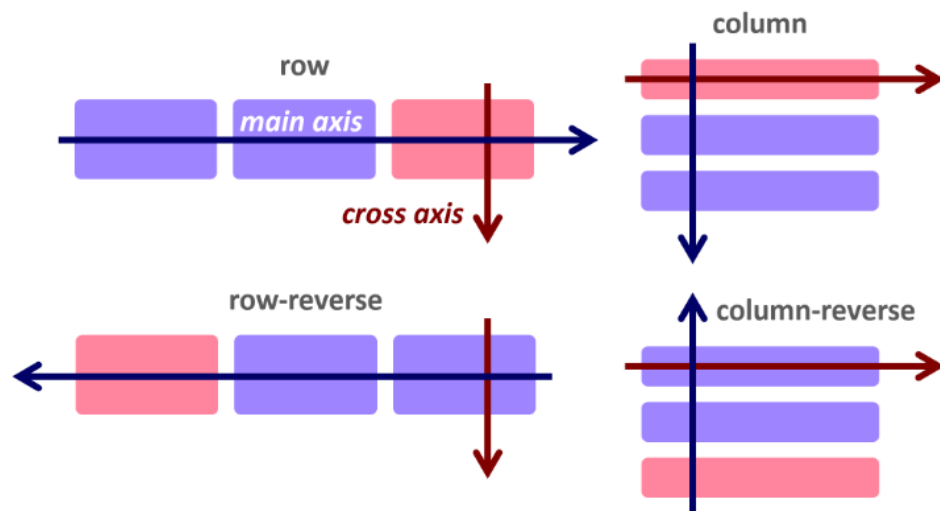 column
row
main axis
cross axis
row-reverse
column-reverse